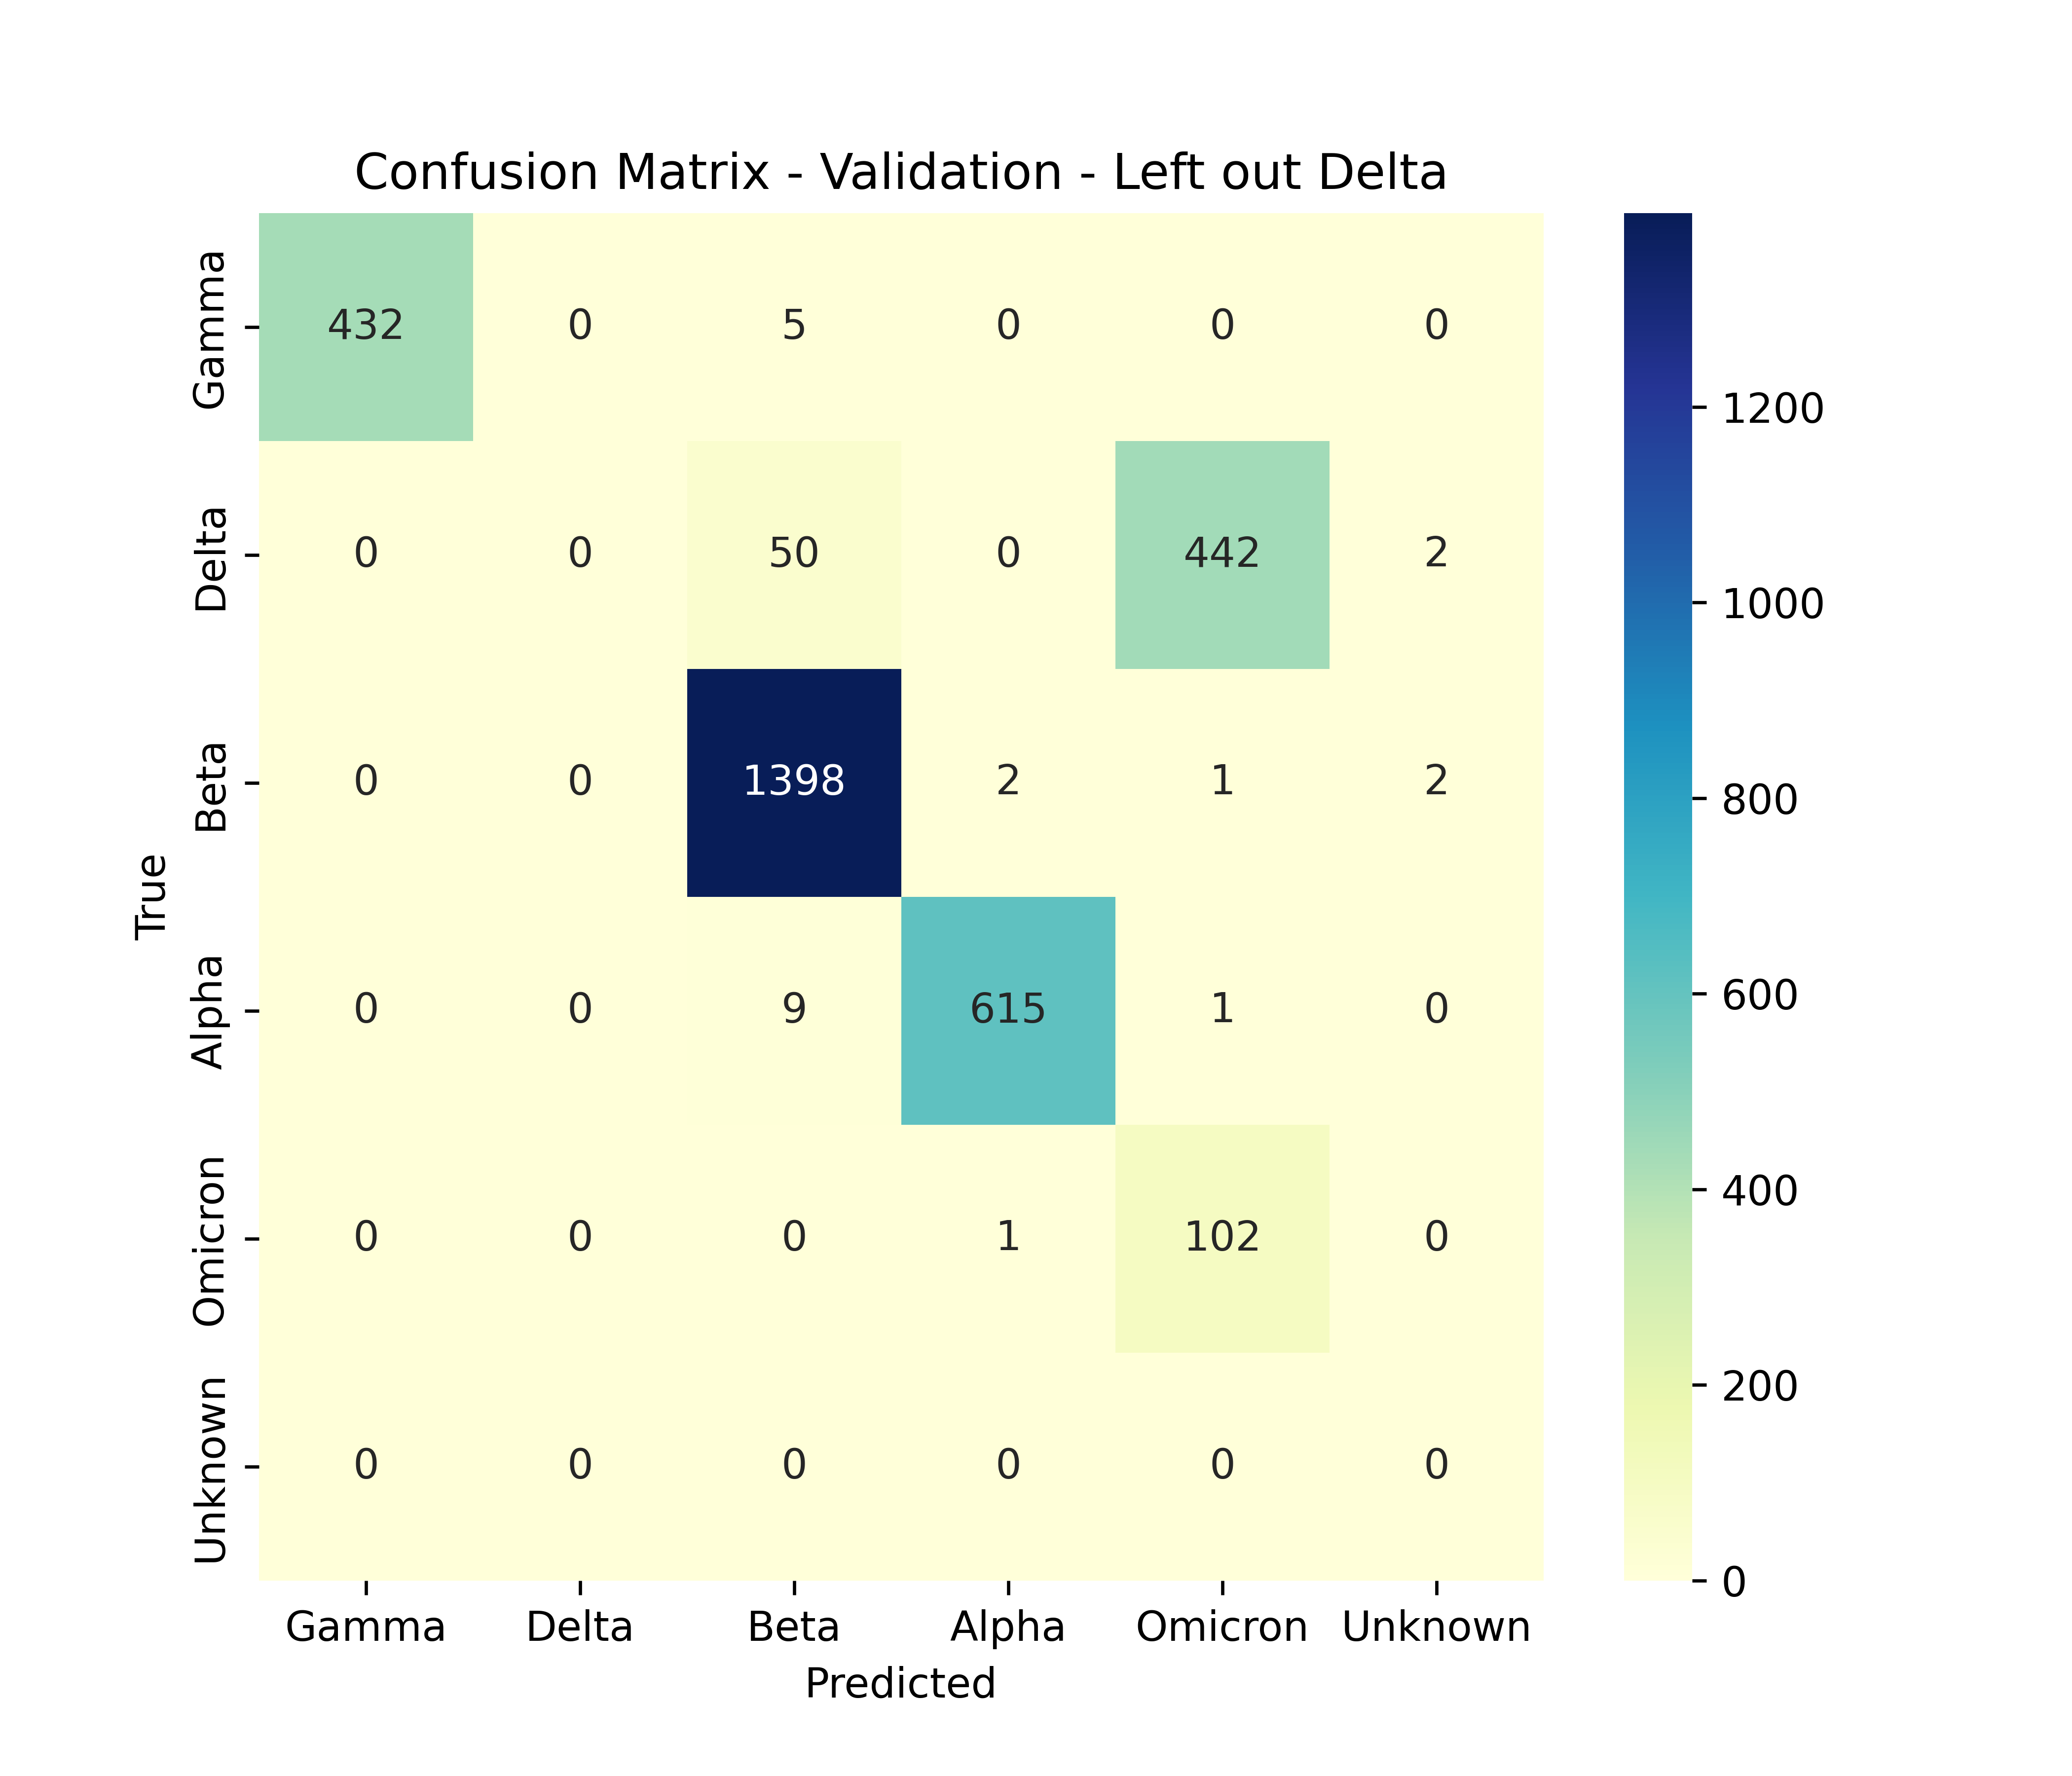 Confusion Matrix - Validation - Left out Delta
True
Gamma 432 0 5 0 0 0
Delta 0 0 50 0 442 2
Beta 0 0 1398 2 1 2
Alpha 0 0 9 615 1 0
Omicron 0 0 0 1 102 0
Unknown 0 0 0 0 0 0
Gamma Delta Beta Alpha Omicron Unknown
Predicted
1200
1000
800
600
400
200
0